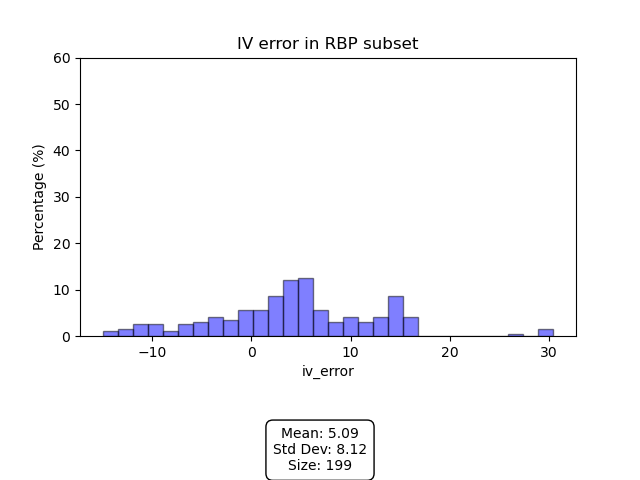 IV error in RBP subset
60
50
40
30
20
10
0
Percentage (%)
−10
0
10
20
30
iv_error
Mean: 5.09
Std Dev: 8.12
Size: 199